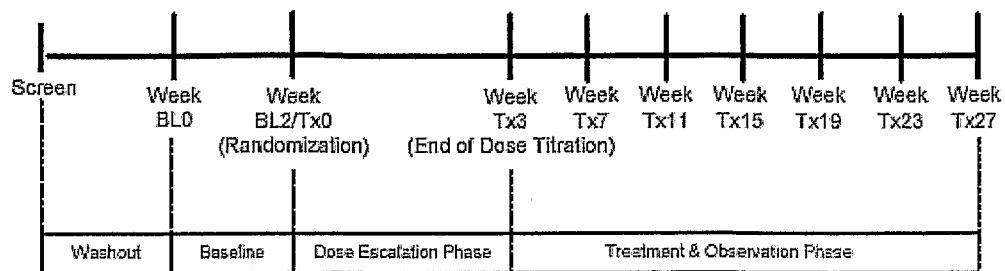 Screen
Week BL0
Week BL2/Tx0 (Randomization)
Week Tx3 (End of Dose Titration)
Week Tx7
Week Tx11
Week Tx15
Week Tx19
Week Tx23
Week Tx27
Washout
Baseline
Dose Escalation Phase
Treatment & Observation Phase